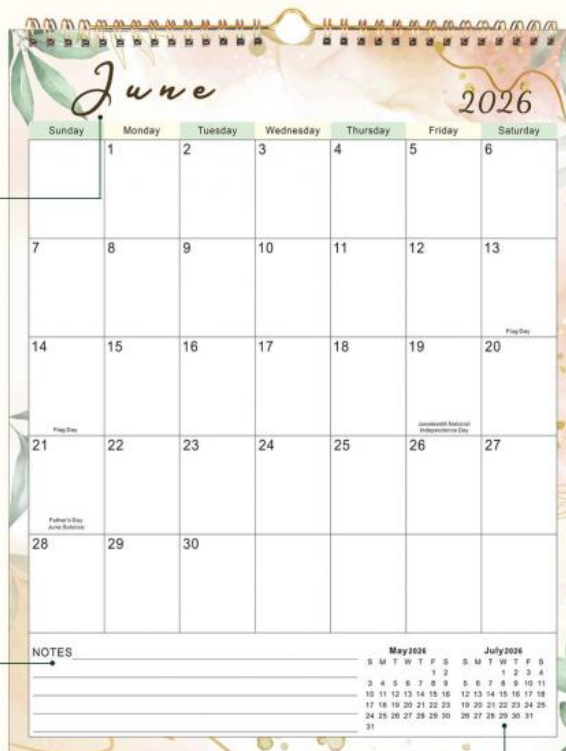 June
2026
Sunday Monday Tuesday Wednesday Thursday Friday Saturday
1 2 3 4 5 6
7 8 9 10 11 12 13
Flag Day
14 15 16 17 18 19 20
Flag Day
Juneteenth National
Independence Day
21 22 23 24 25 26 27
Father's Day
June Solstice
28 29 30
NOTES
May 2026
S M T W T F S
1 2
3 4 5 6 7 8 9
10 11 12 13 14 15 16
17 18 19 20 21 22 23
24 25 26 27 28 29 30
31
July 2026
S M T W T F S
1 2 3 4
5 6 7 8 9 10 11
12 13 14 15 16 17 18
19 20 21 22 23 24 25
26 27 28 29 30 31